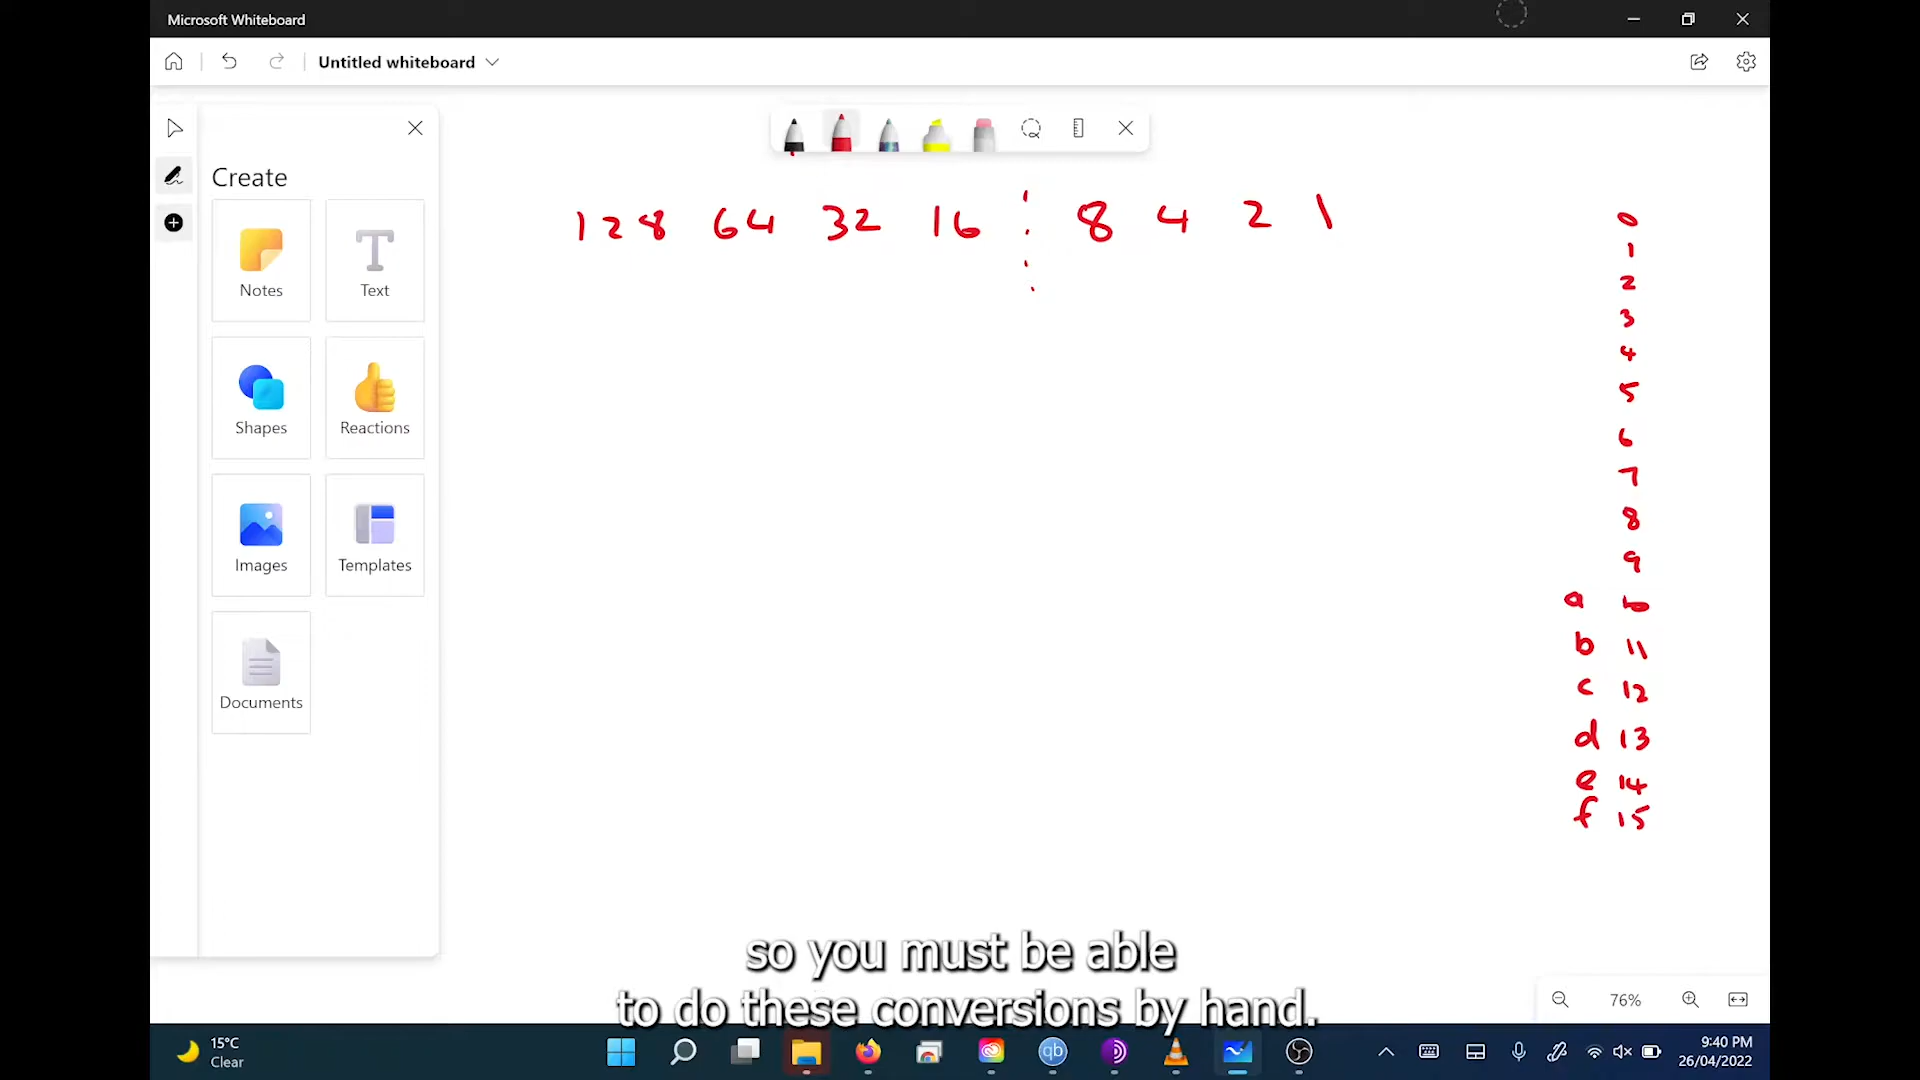 Microsoft Whiteboard
Untitled whiteboard
Create
Notes
Text
Shapes
Reactions
Images
Templates
Documents
128 64 32 16 8 4 2 1
0
1
2
3
4
5
6
7
8
9
a 10
b 11
c 12
d 13
e 14
f 15
so you must be able
to do these conversions by hand.
76%
15°C
Clear
qb
9:40 PM
26/04/2022